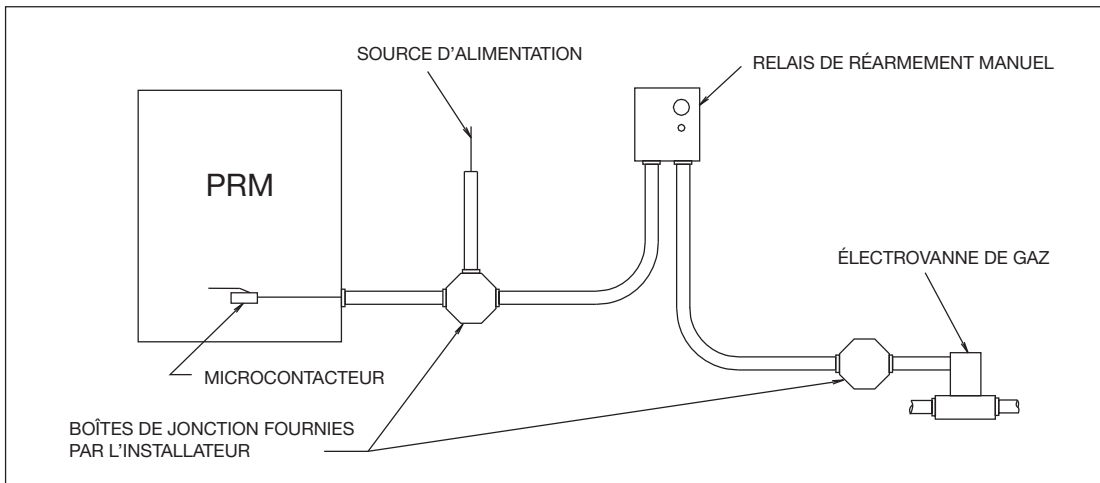 SOURCE D'ALIMENTATION
RELAIS DE RÉARMEMENT MANUEL
PRM
ÉLECTROVANNE DE GAZ
MICROCONTACTEUR
BOÎTES DE JONCTION FOURNIES
PAR L'INSTALLATEUR